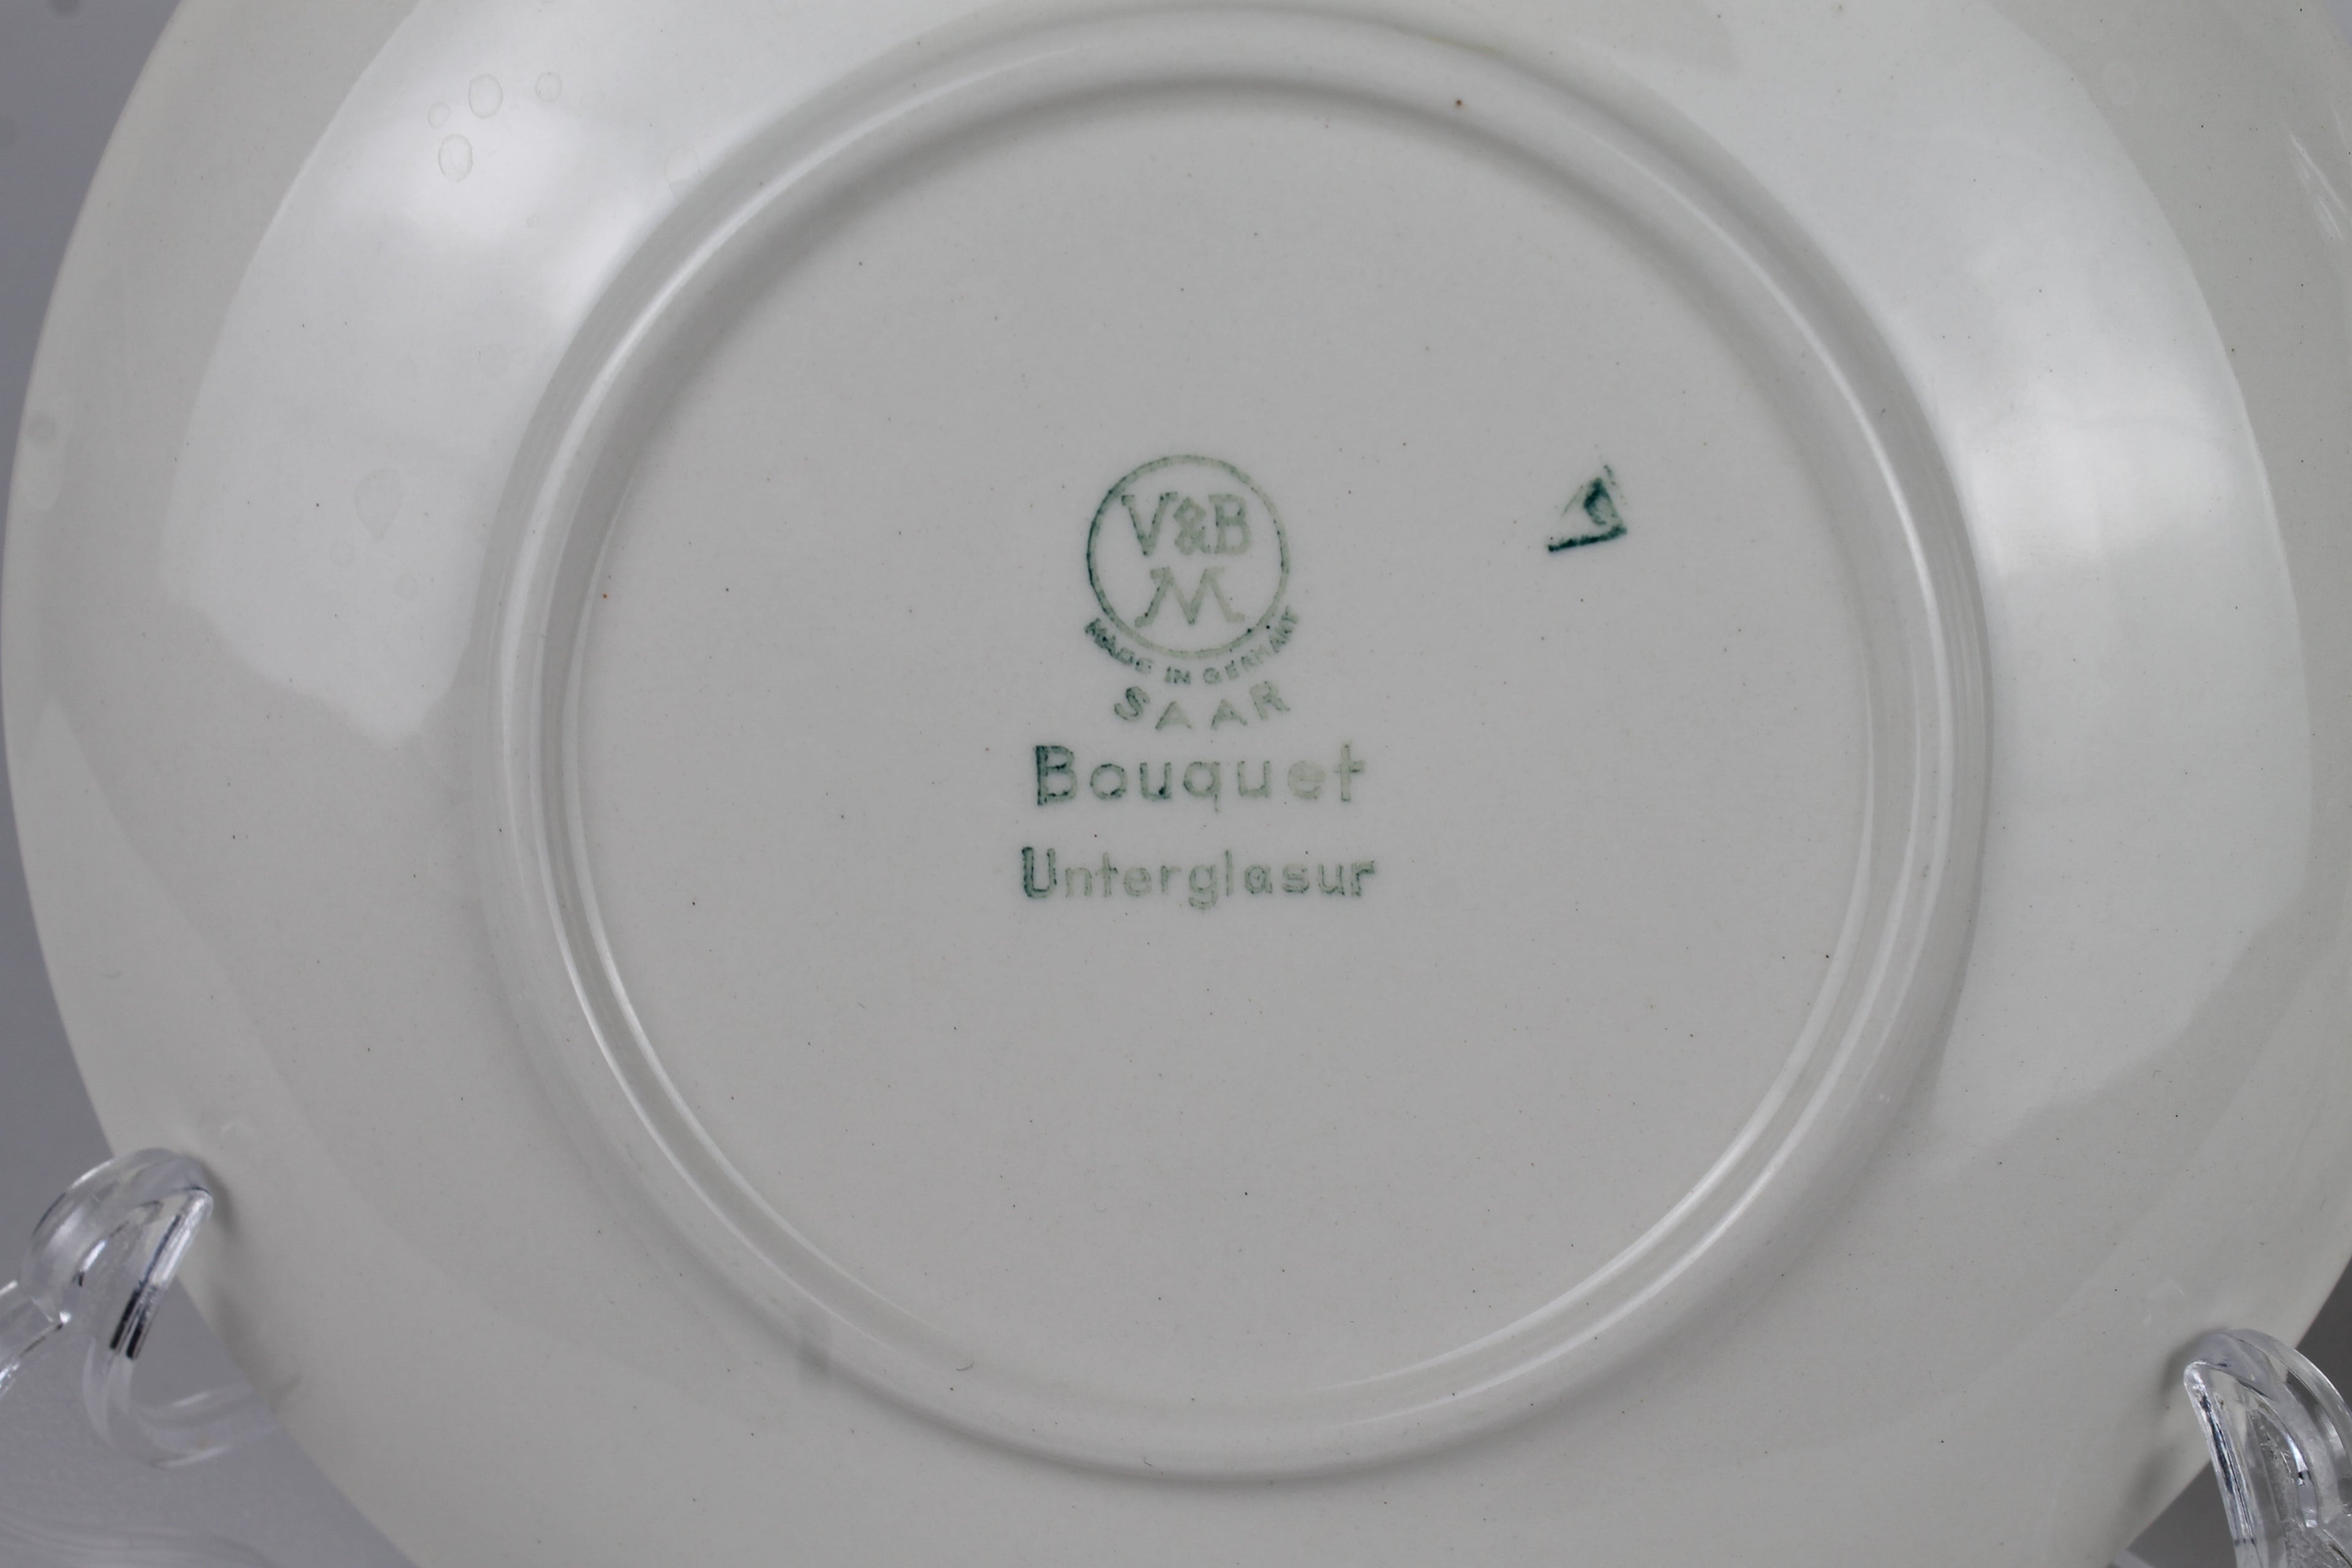 V&B
M
MADE IN GERMANY
SAAR
Bouquet
Unterglasur